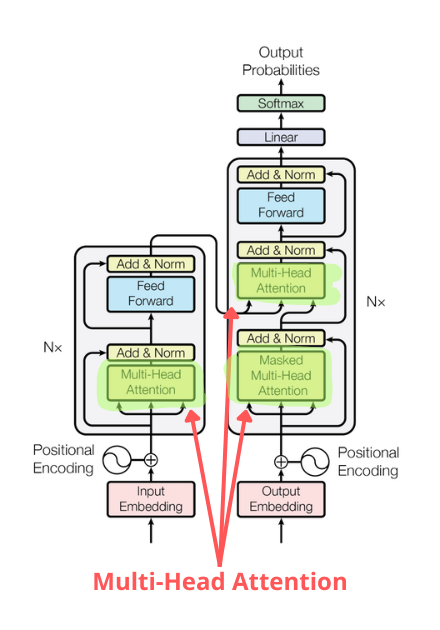 Output
Probabilities
Softmax
Linear
Add & Norm
Feed
Forward
Add & Norm
Multi-Head
Attention
Add & Norm
Masked
Multi-Head
Attention
N×
Add & Norm
Feed
Forward
Add & Norm
Multi-Head
Attention
N×
Positional
Encoding
Positional
Encoding
Input
Embedding
Output
Embedding
Multi-Head Attention